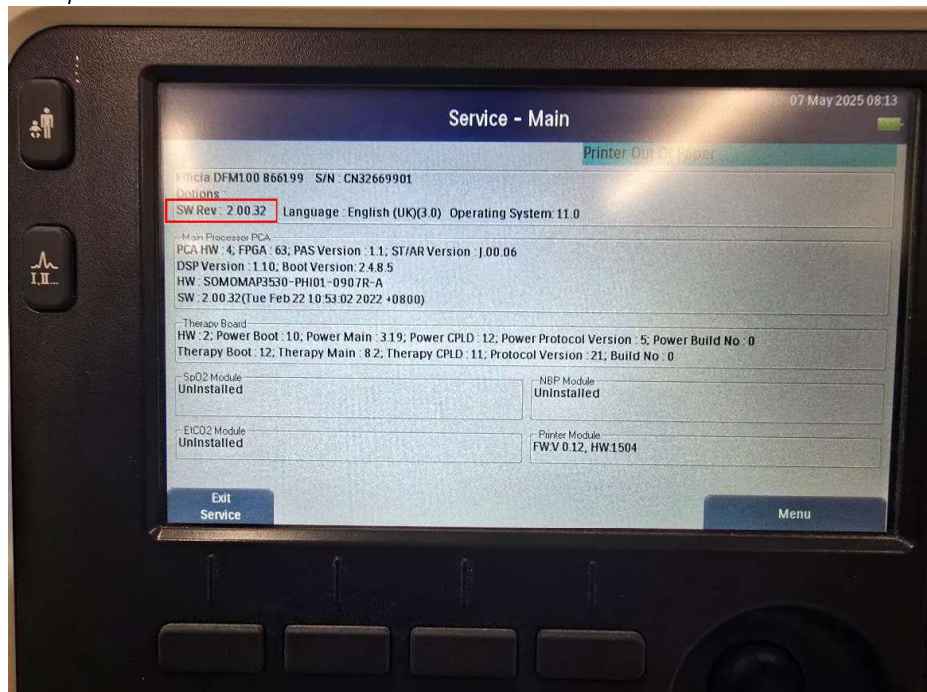 Service - Main
07 May 2025 08:13
Printer Out Of Paper
Efficia DFM100 866199 S/N : CN32669901
Options :
SW Rev : 2.00.32 Language : English (UK)(3.0) Operating System: 11.0
Main Processor PCA
PCA HW : 4; FPGA : 63; PAS Version : 1.1; ST/AR Version : J.00.06
DSP Version : 1.10; Boot Version: 2.4.8.5
HW : SOMOMAP3530-PHI01-0907R-A
SW : 2.00.32(Tue Feb 22 10:53:02 2022 +0800)
Therapy Board
HW : 2; Power Boot : 10; Power Main : 3.19; Power CPLD : 12; Power Protocol Version : 5; Power Build No : 0
Therapy Boot : 12; Therapy Main : 8.2; Therapy CPLD : 11; Protocol Version : 21; Build No : 0
SpO2 Module
Uninstalled
NBP Module
Uninstalled
EtCO2 Module
Uninstalled
Printer Module
FW:V 0.12, HW:1504
Exit
Service
Menu
I,II...